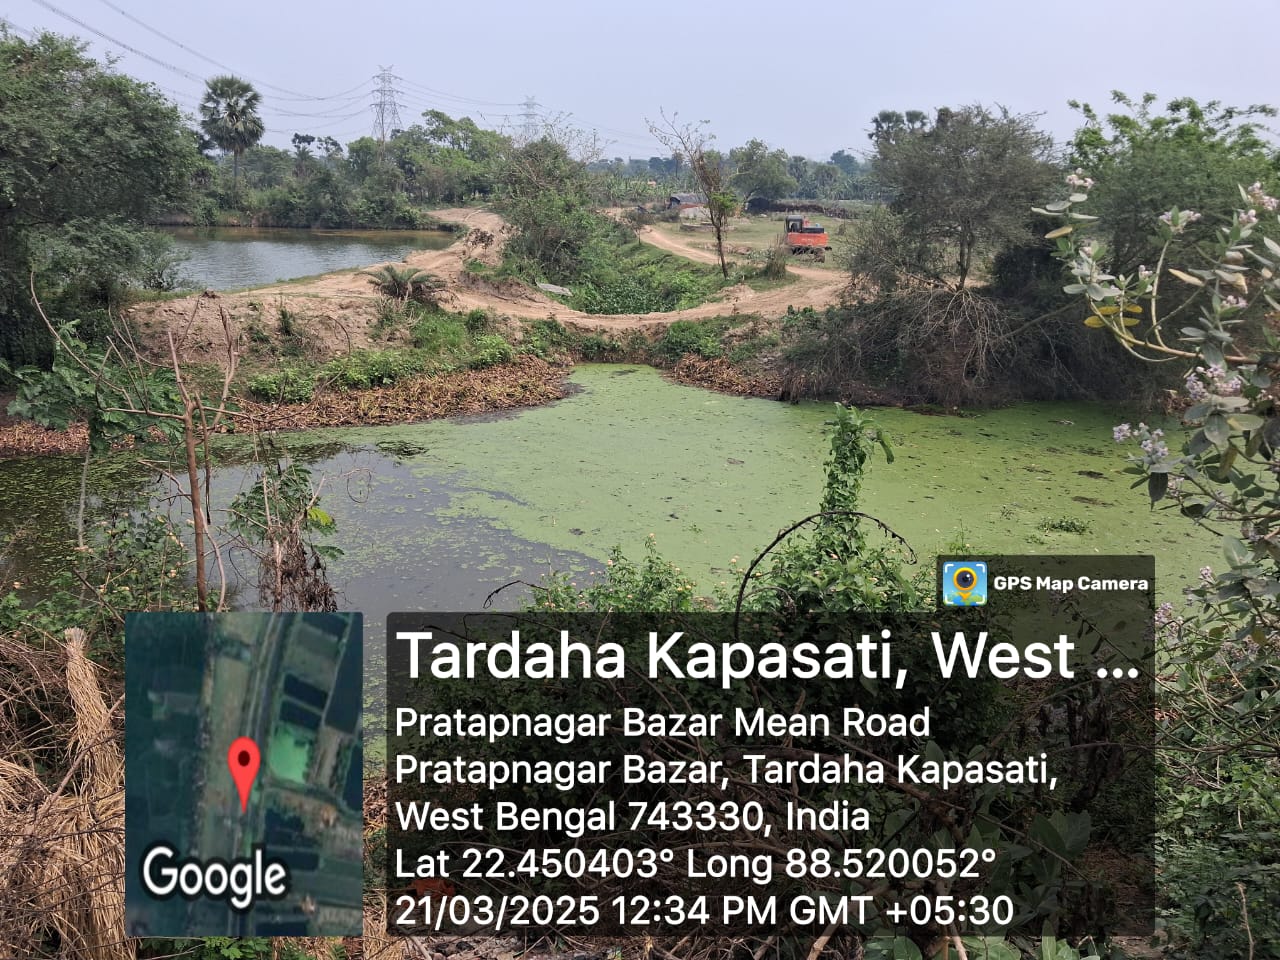 GPS Map Camera
Tardaha Kapasati, West ...
Pratapnagar Bazar Mean Road
Pratapnagar Bazar, Tardaha Kapasati,
West Bengal 743330, India
Lat 22.450403° Long 88.520052°
21/03/2025 12:34 PM GMT +05:30
Google